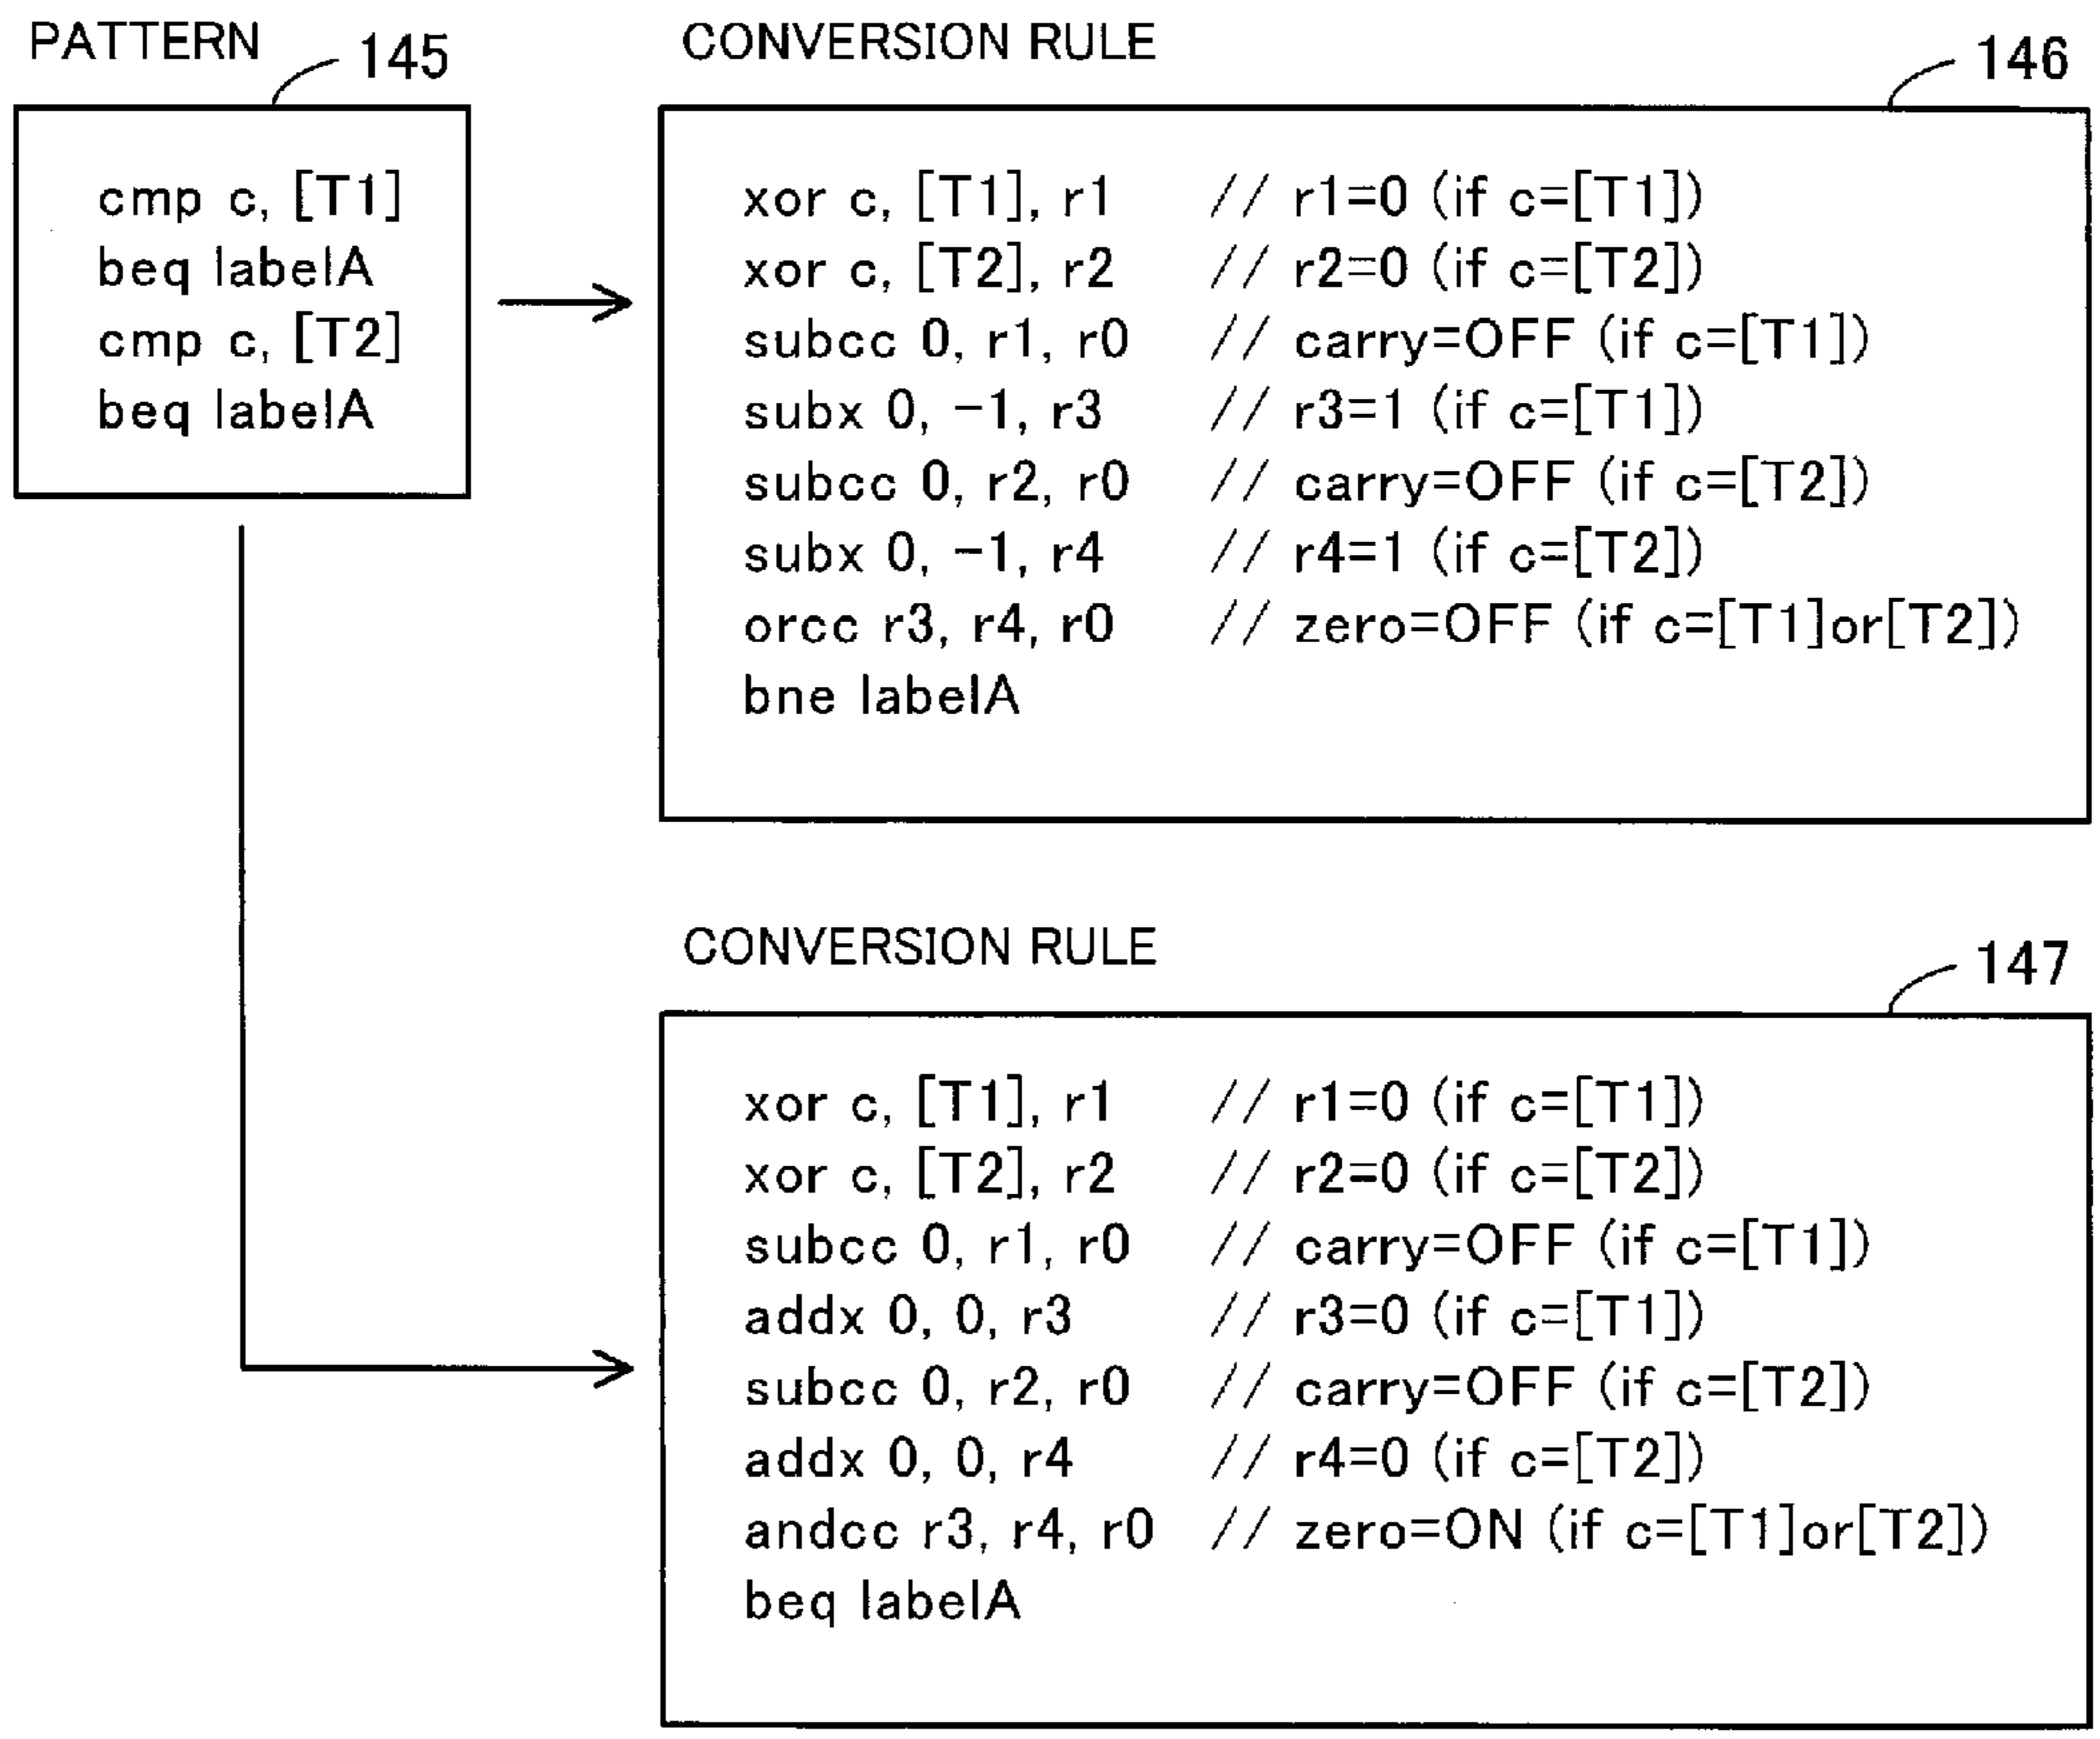 PATTERN
145
cmp c, [T1]
beq labelA
cmp c, [T2]
beq labelA
CONVERSION RULE
146
xor c, [T1], r1 // r1=0 (if c=[T1])
xor c, [T2], r2 // r2=0 (if c=[T2])
subcc 0, r1, r0 // carry=OFF (if c=[T1])
subx 0, −1, r3 // r3=1 (if c=[T1])
subcc 0, r2, r0 // carry=OFF (if c=[T2])
subx 0, −1, r4 // r4=1 (if c=[T2])
orcc r3, r4, r0 // zero=OFF (if c=[T1]or[T2])
bne labelA
CONVERSION RULE
147
xor c, [T1], r1 // r1=0 (if c=[T1])
xor c, [T2], r2 // r2=0 (if c=[T2])
subcc 0, r1, r0 // carry=OFF (if c=[T1])
addx 0, 0, r3 // r3=0 (if c=[T1])
subcc 0, r2, r0 // carry=OFF (if c=[T2])
addx 0, 0, r4 // r4=0 (if c=[T2])
andcc r3, r4, r0 // zero=ON (if c=[T1]or[T2])
beq labelA